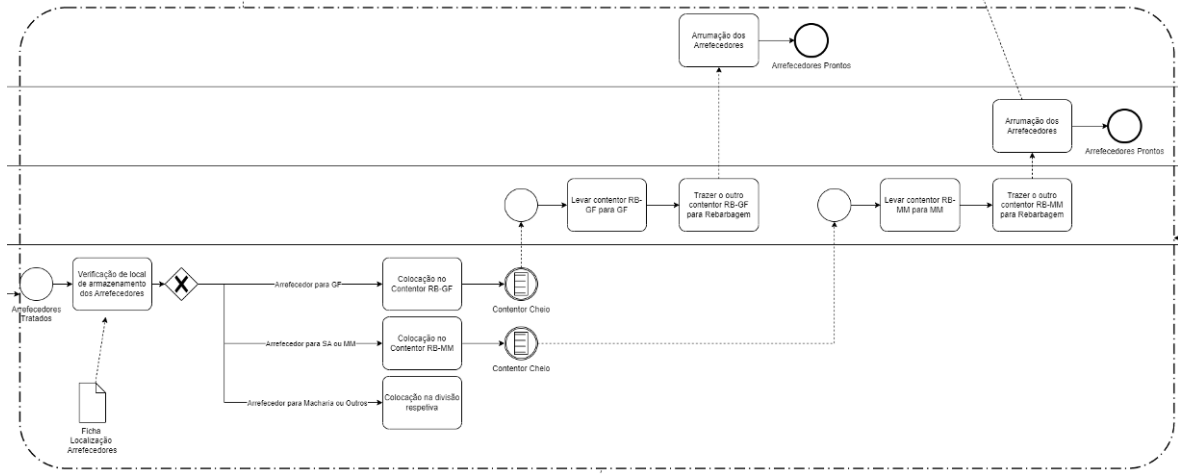 Arrumação dos
Arrefecedores
Arrefecedores Prontos
Arrumação dos
Arrefecedores
Arrefecedores Prontos
Levar contentor RB-
GF para GF
Trazer o outro
contentor RB-GF
para Rebarbagem
Levar contentor RB-
MM para MM
Trazer o outro
contentor RB-MM
para Rebarbagem
Arrefecedores
Tratados
Verificação de local
de armazenamento
dos Arrefecedores
Arrefecedor para GF
Colocação no
Contentor RB-GF
Contentor Cheio
Arrefecedor para SA ou MM
Colocação no
Contentor RB-MM
Contentor Cheio
Arrefecedor para Macharia ou Outros
Colocação na divisão
respetiva
Ficha
Localização
Arrefecedores